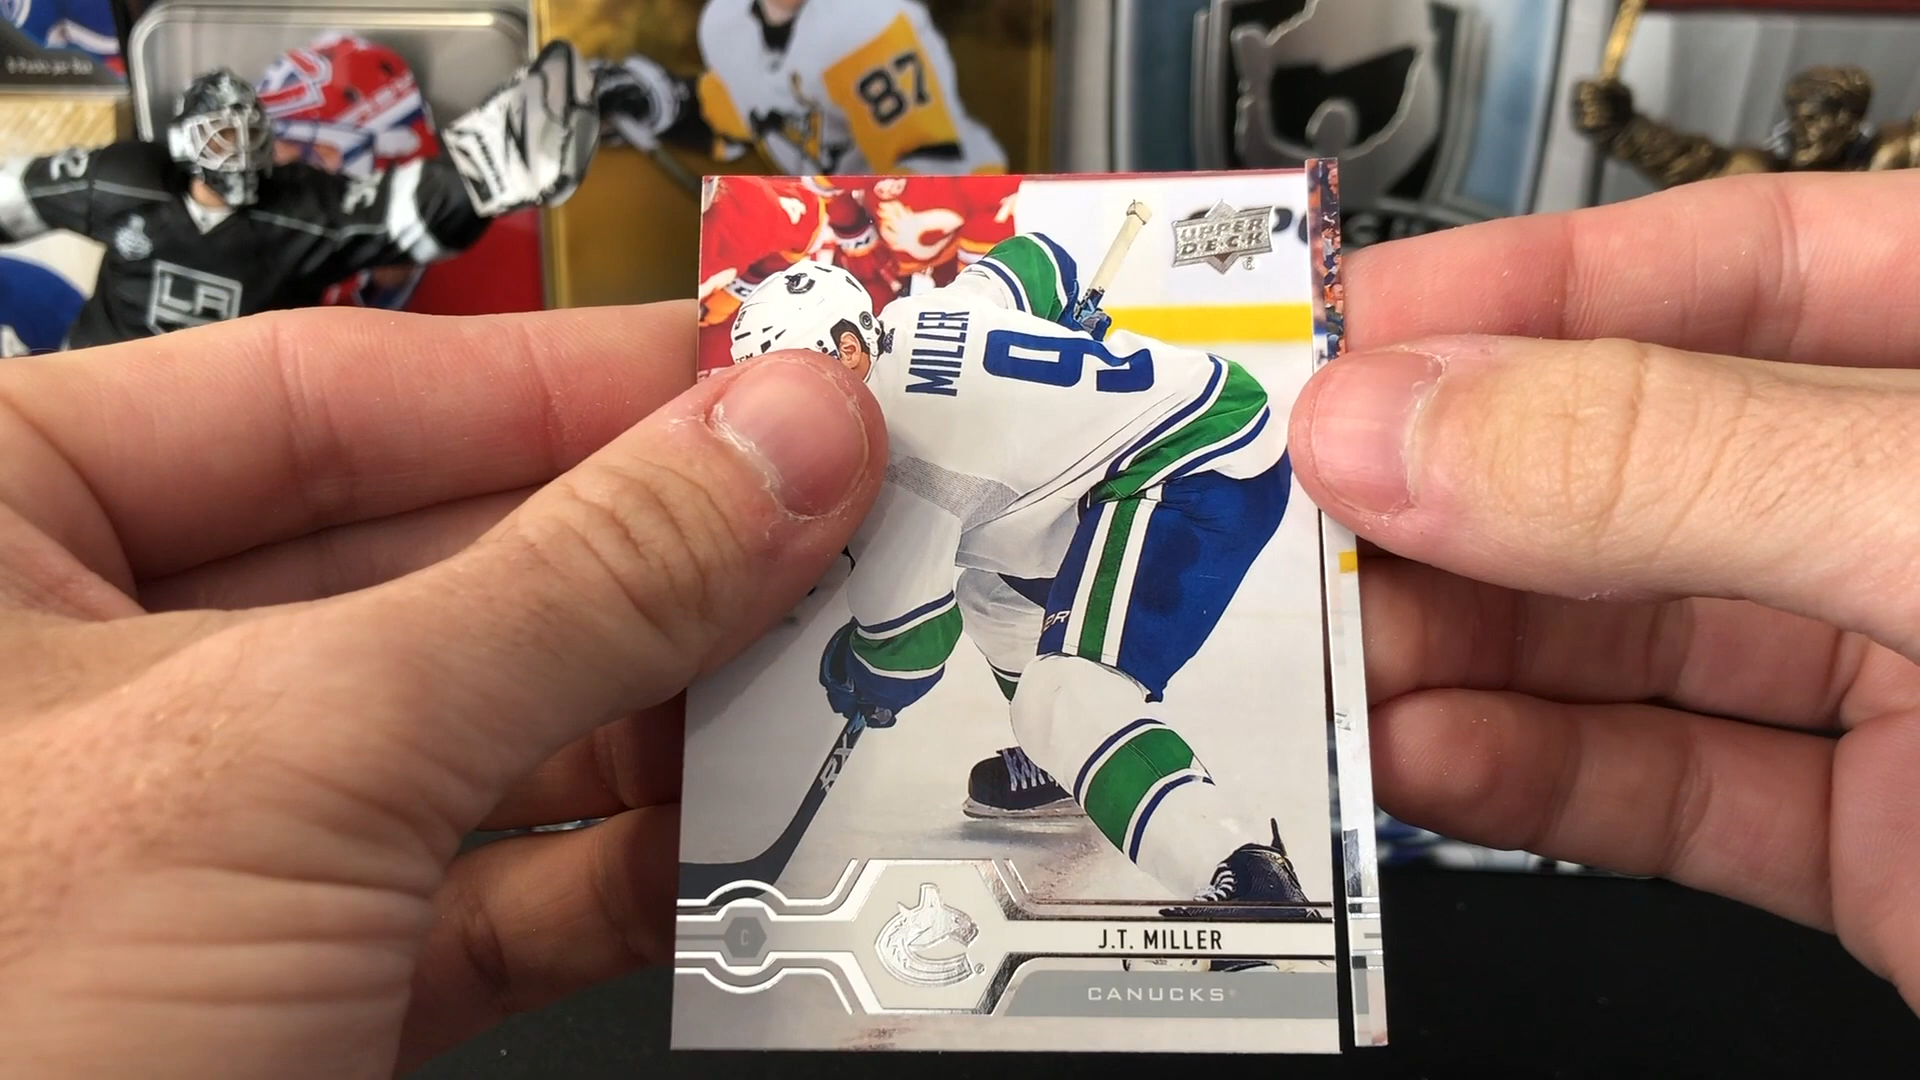 87
LA
UPPER
DECK
MILLER
9
C
J.T. MILLER
CANUCKS